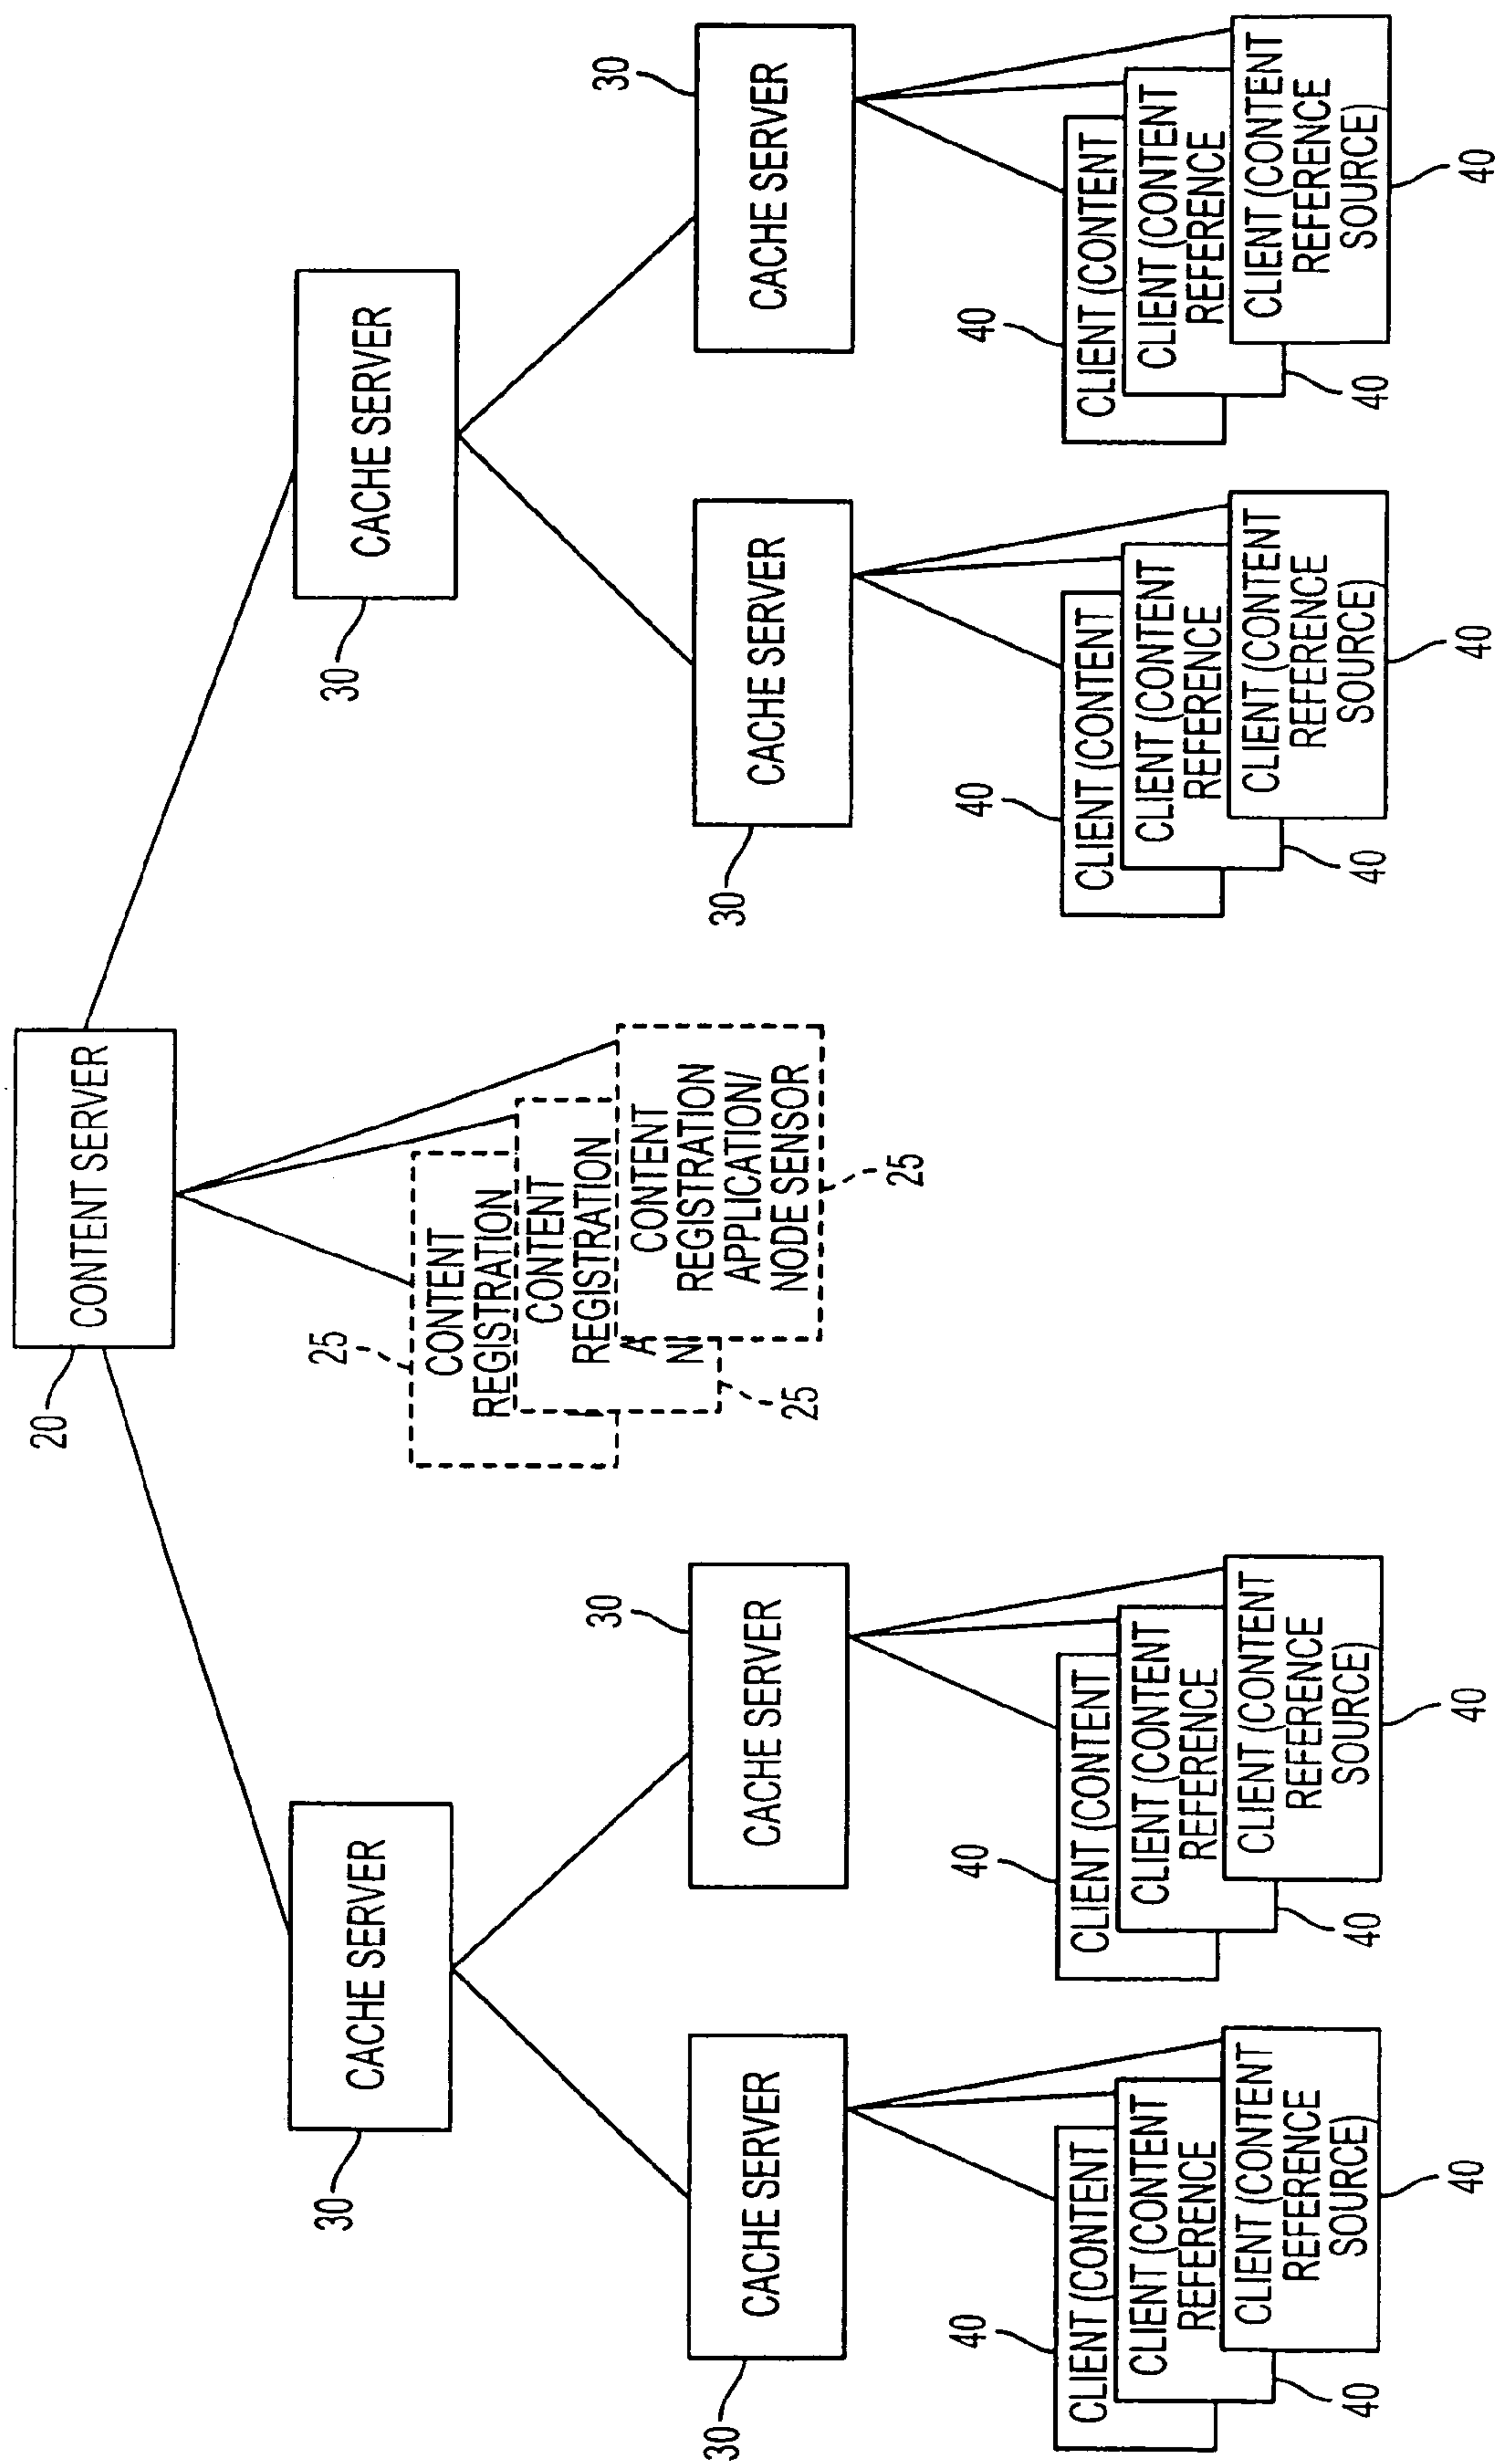 20
CONTENT SERVER
30
CACHE SERVER
30
CACHE SERVER
25
CONTENT
REGISTRATION
CONTENT
REGISTRATION
A
N
25
CONTENT
REGISTRATION
APPLICATION/
NODE SENSOR
25
30
CACHE SERVER
30
CACHE SERVER
30
CACHE SERVER
30
CACHE SERVER
40
CLIENT (CONTENT
CLIENT (CONTENT
REFERENCE
40
CLIENT (CONTENT
REFERENCE
SOURCE)
40
40
CLIENT (CONTENT
CLIENT (CONTENT
REFERENCE
40
CLIENT (CONTENT
REFERENCE
SOURCE)
40
40
CLIENT (CONTENT
CLIENT (CONTENT
REFERENCE
40
CLIENT (CONTENT
REFERENCE
SOURCE)
40
40
CLIENT (CONTENT
CLIENT (CONTENT
REFERENCE
40
CLIENT (CONTENT
REFERENCE
SOURCE)
40